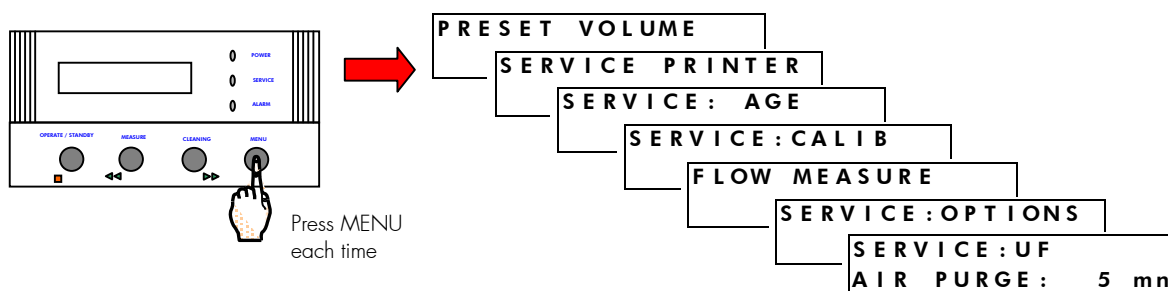 POWER
SERVICE
ALARM
OPERATE / STANDBY MEASURE CLEANING MENU
Press MENU
each time
PRESET VOLUME
SERVICE PRINTER
SERVICE: AGE
SERVICE:CALIB
FLOW MEASURE
SERVICE:OPTIONS
SERVICE:UF
AIR PURGE: 5 mn